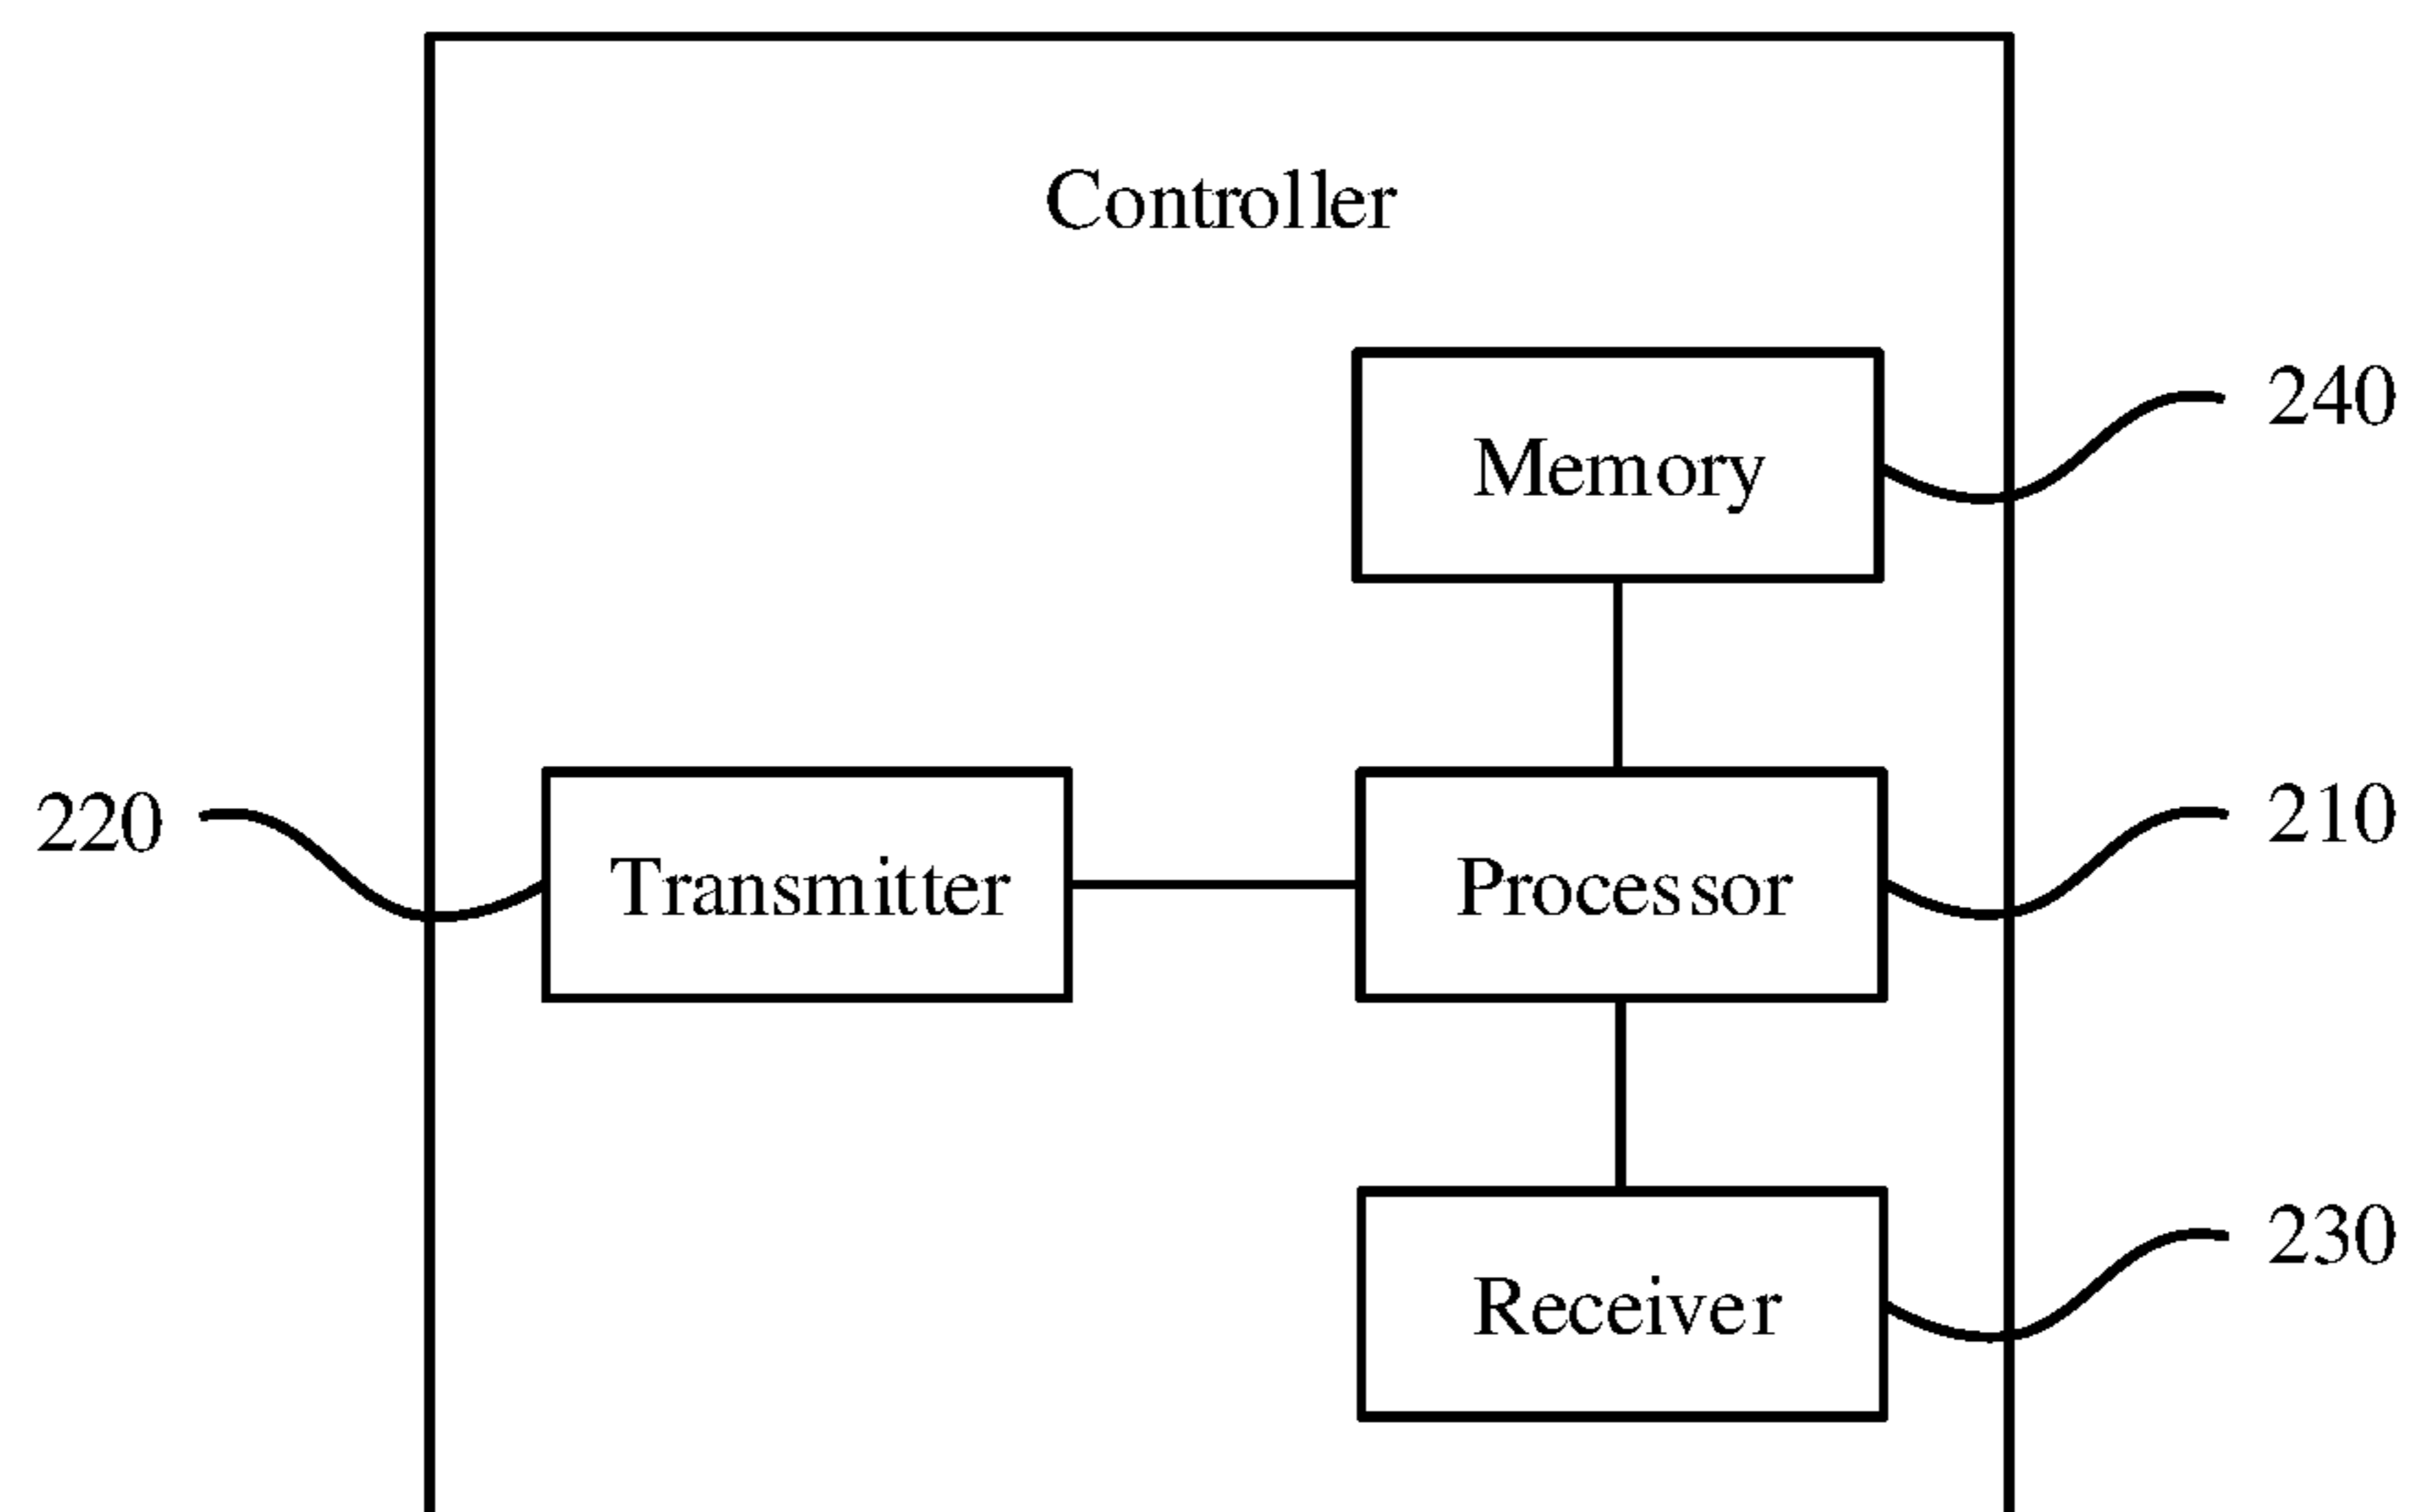 Controller
240
Memory
220
210
Transmitter
Processor
230
Receiver